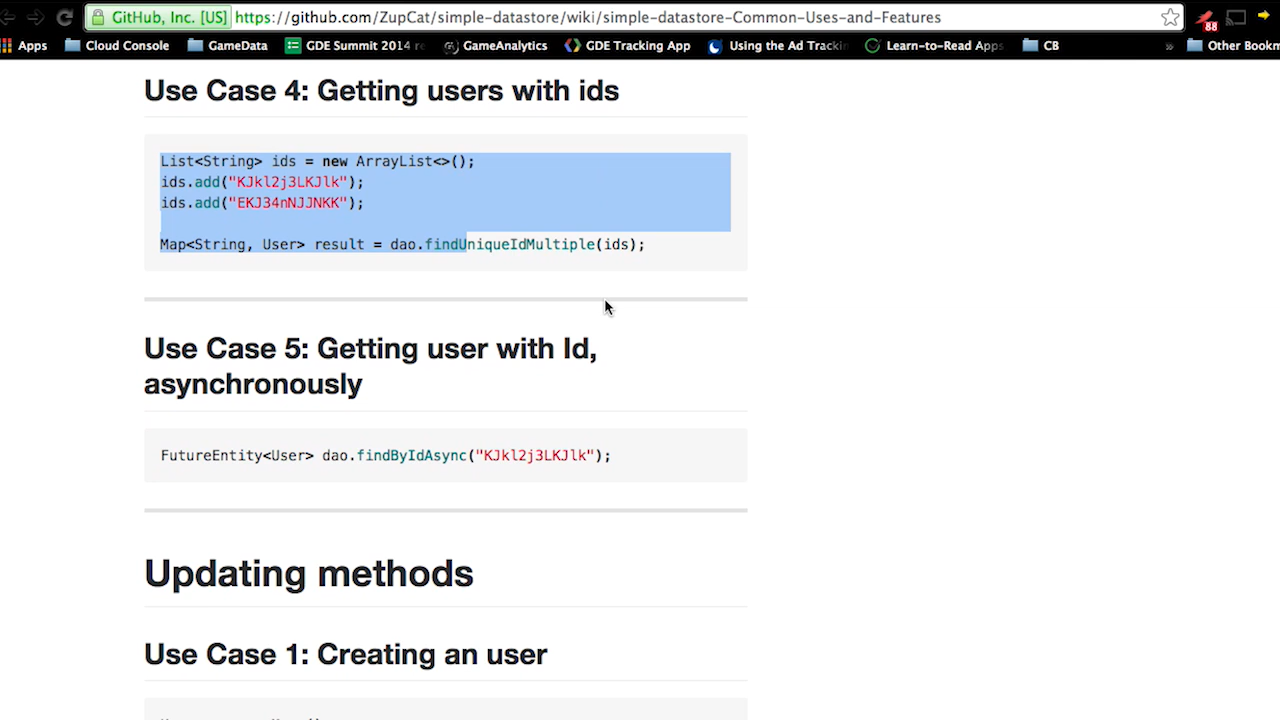 GitHub, Inc. [US] https://github.com/ZupCat/simple-datastore/wiki/simple-datastore-Common-Uses-and-Features
88
Apps Cloud Console GameData GDE Summit 2014 re GameAnalytics GDE Tracking App Using the Ad Tracki Learn-to-Read Apps CB » Other Bookm
Use Case 4: Getting users with ids
List<String> ids = new ArrayList<>();
ids.add("KJkl2j3LKJlk");
ids.add("EKJ34nNJJNKK");
Map<String, User> result = dao.findUniqueIdMultiple(ids);
Use Case 5: Getting user with Id,
asynchronously
FutureEntity<User> dao.findByIdAsync("KJkl2j3LKJlk");
Updating methods
Use Case 1: Creating an user